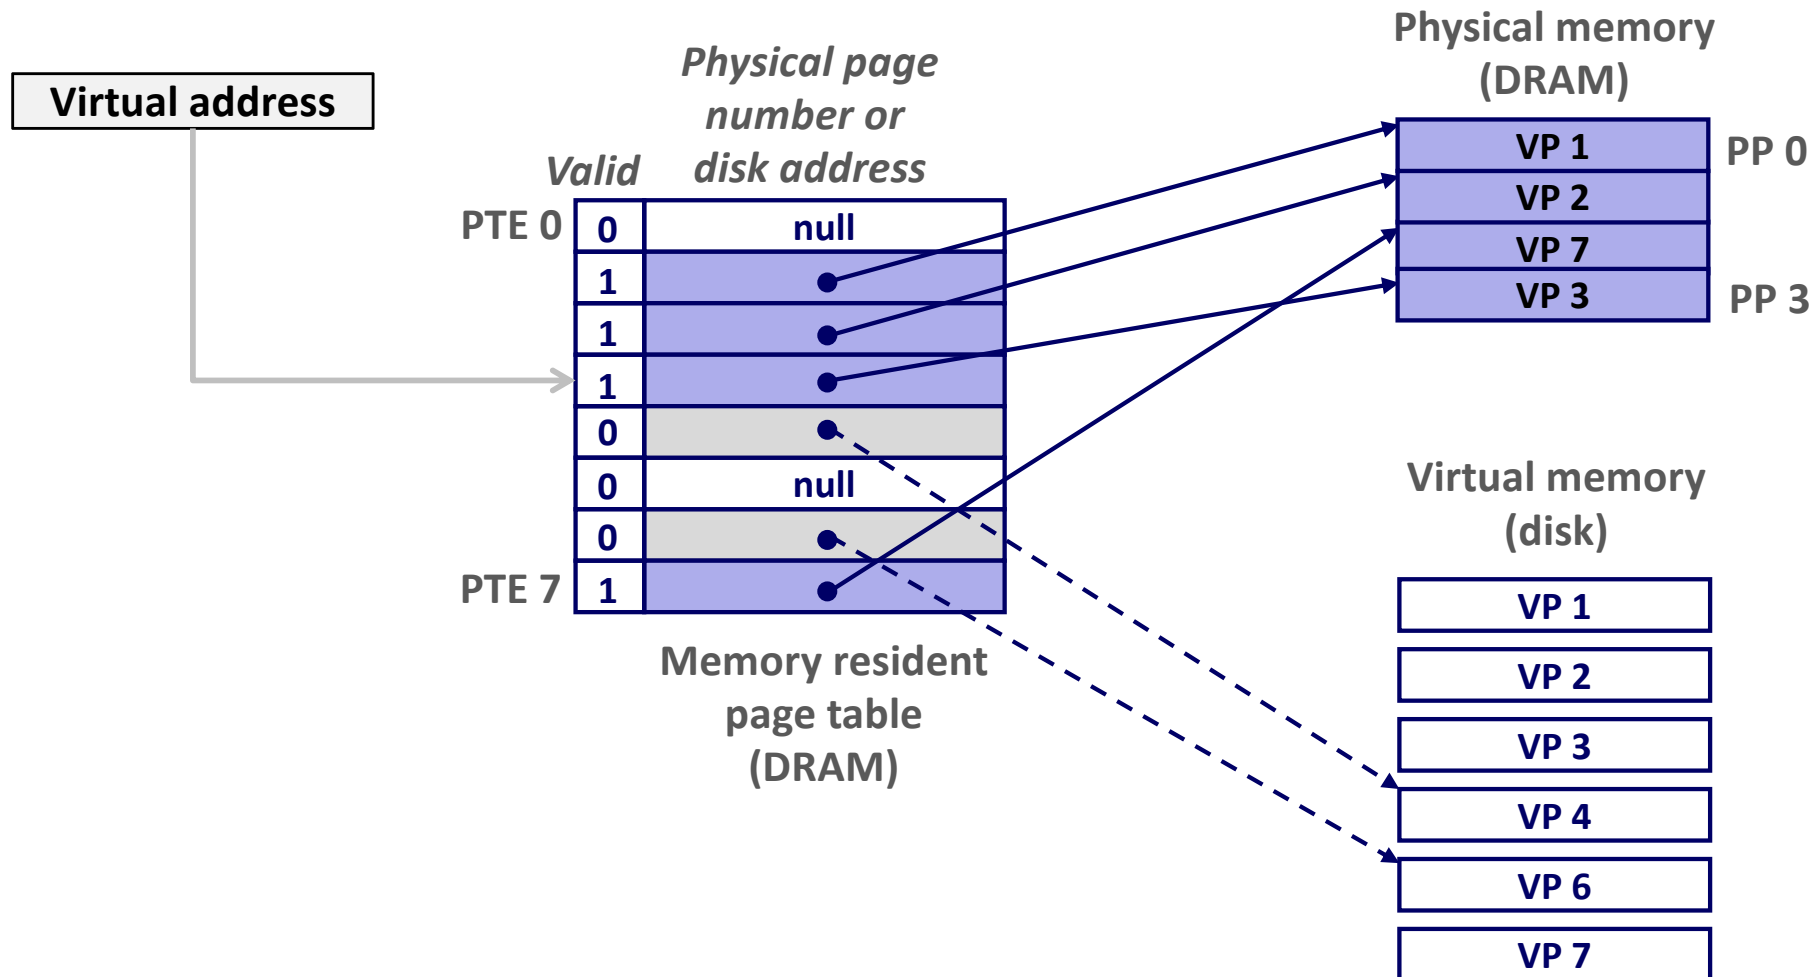 Virtual address
Physical page
number or
disk address
Valid
PTE 0
0
null
1
1
1
0
0
null
0
PTE 7
1
Memory resident
page table
(DRAM)
Physical memory
(DRAM)
VP 1
PP 0
VP 2
VP 7
VP 3
PP 3
Virtual memory
(disk)
VP 1
VP 2
VP 3
VP 4
VP 6
VP 7